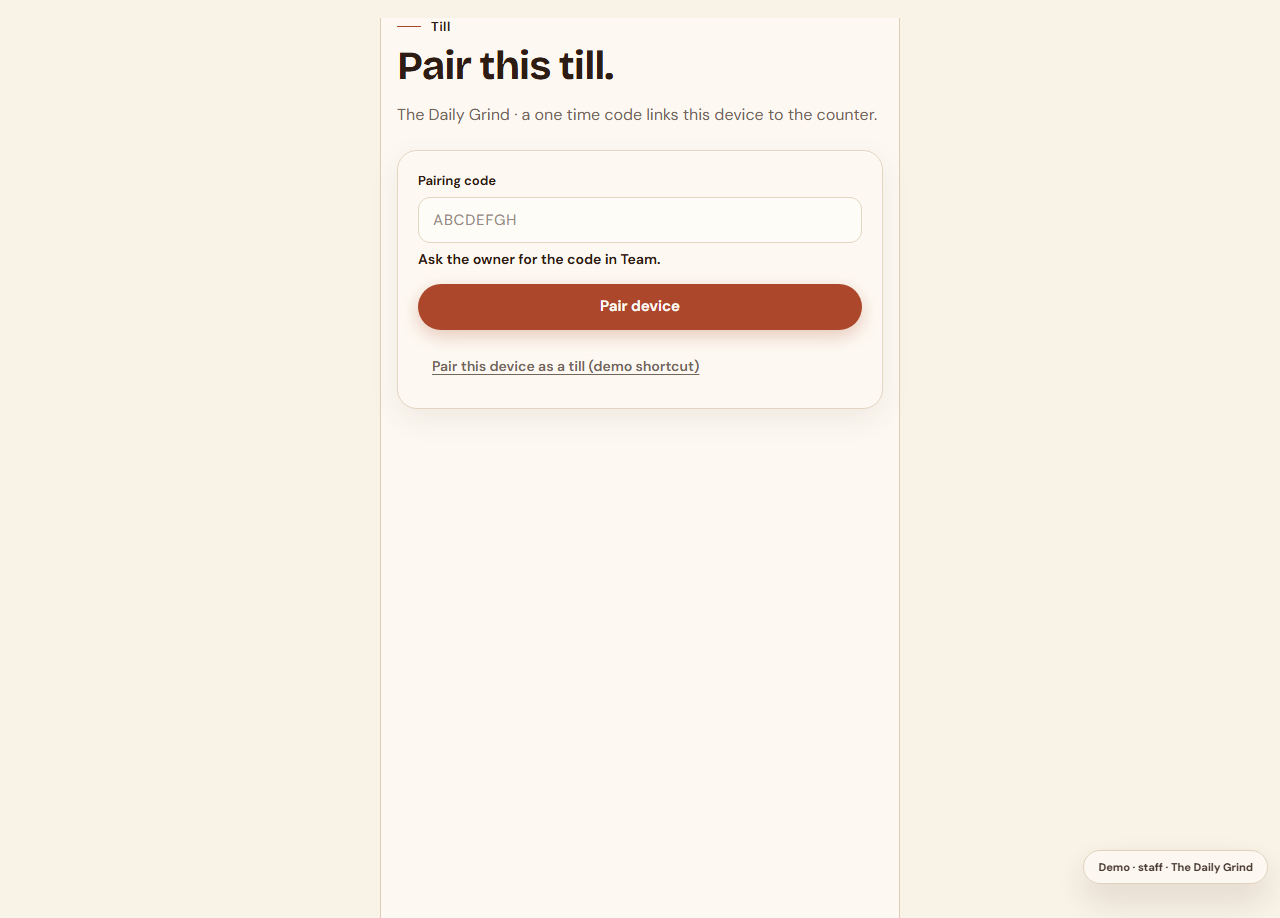 Till
Pair this till.
The Daily Grind · a one time code links this device to the counter.
Pairing code
ABCDEFGH
Ask the owner for the code in Team.
Pair device
Pair this device as a till (demo shortcut)
Demo · staff · The Daily Grind